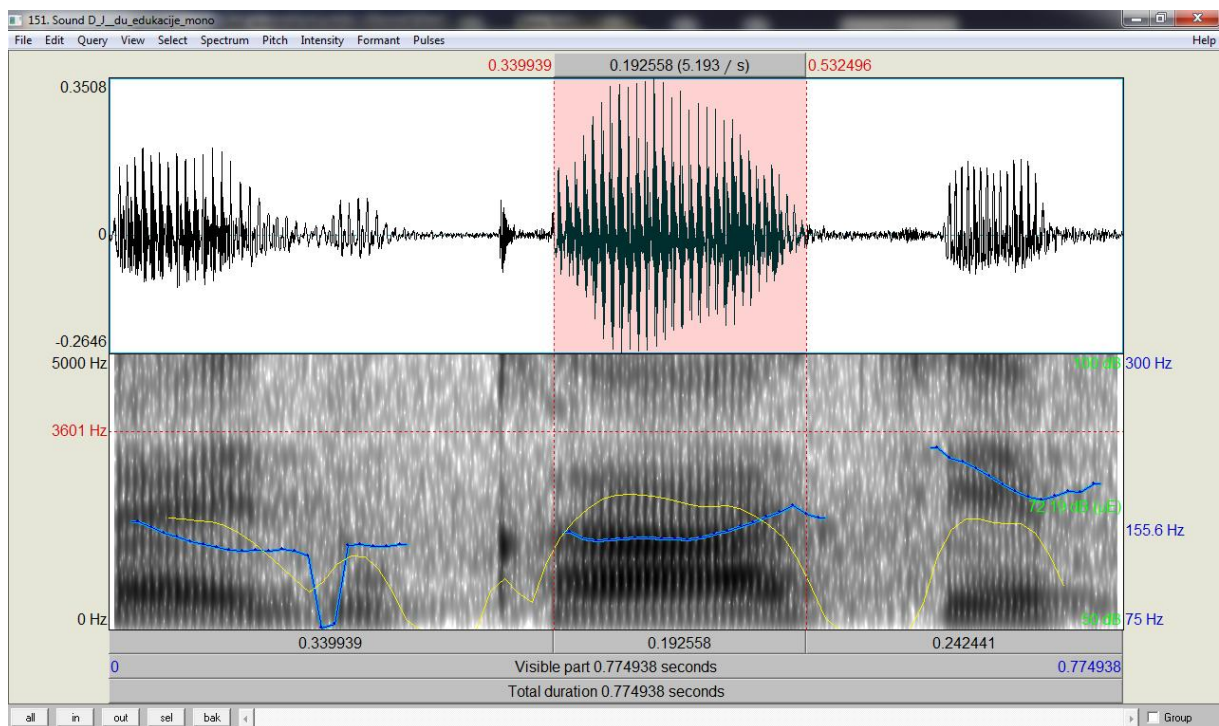 151. Sound D_J__du_edukacije_mono
File Edit Query View Select Spectrum Pitch Intensity Formant Pulses Help
0.339939 0.192558 (5.193 / s) 0.532496
0.3508
0
-0.2646
5000 Hz 100 dB 300 Hz
3601 Hz
72.10 dB (µE)
155.6 Hz
0 Hz 50 dB 75 Hz
0.339939 0.192558 0.242441
0 Visible part 0.774938 seconds 0.774938
Total duration 0.774938 seconds
all in out sel bak Group